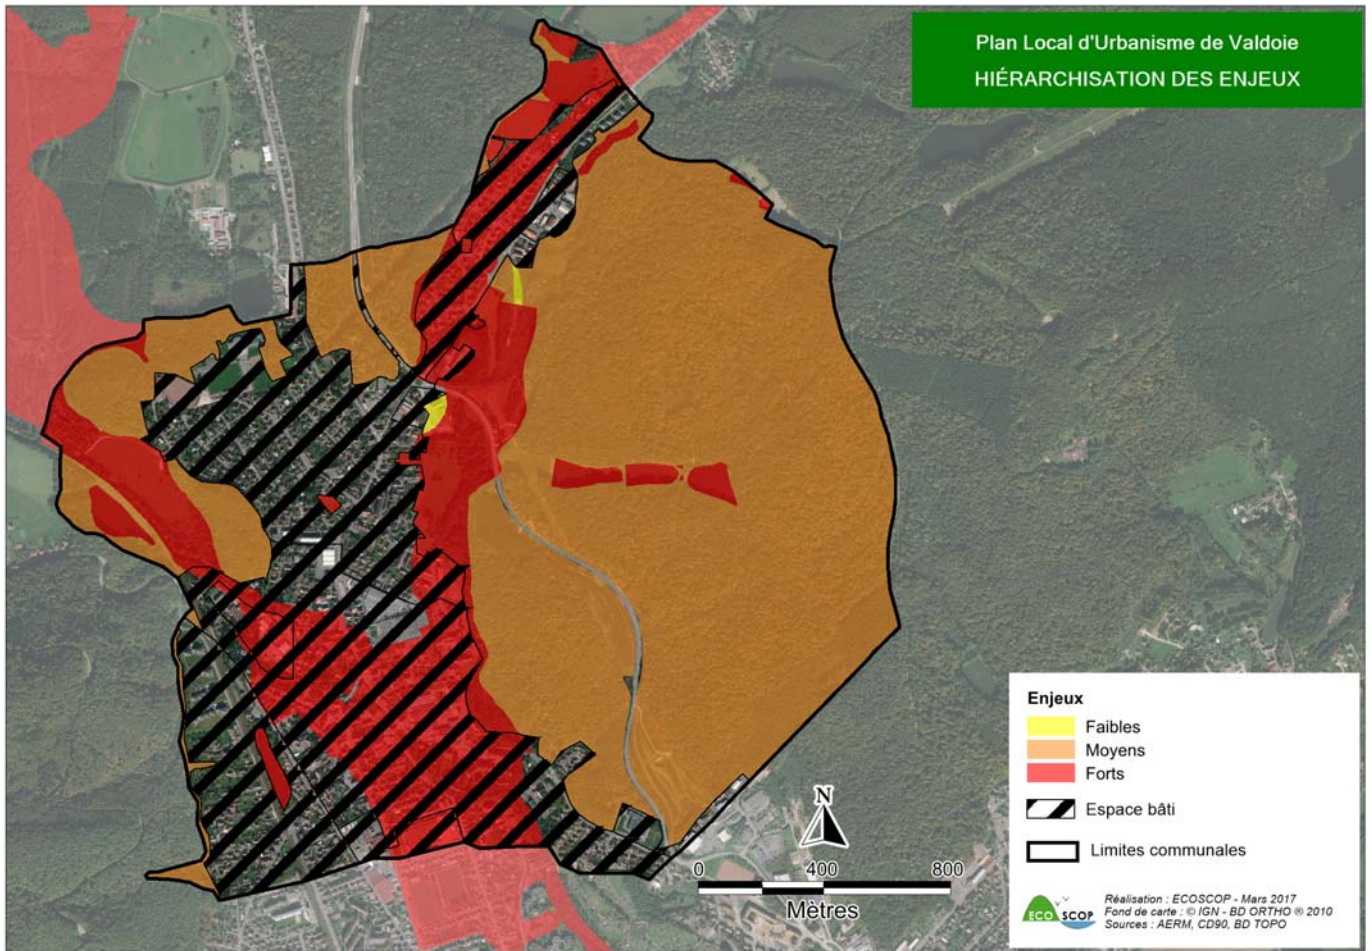 Plan Local d'Urbanisme de Valdoie
HIÉRARCHISATION DES ENJEUX
Enjeux
Faibles
Moyens
Forts
Espace bâti
Limites communales
N
0 400 800
Mètres
ECO SCOP
Réalisation : ECOSCOP - Mars 2017
Fond de carte : © IGN - BD ORTHO ® 2010
Sources : AERM, CD90, BD TOPO